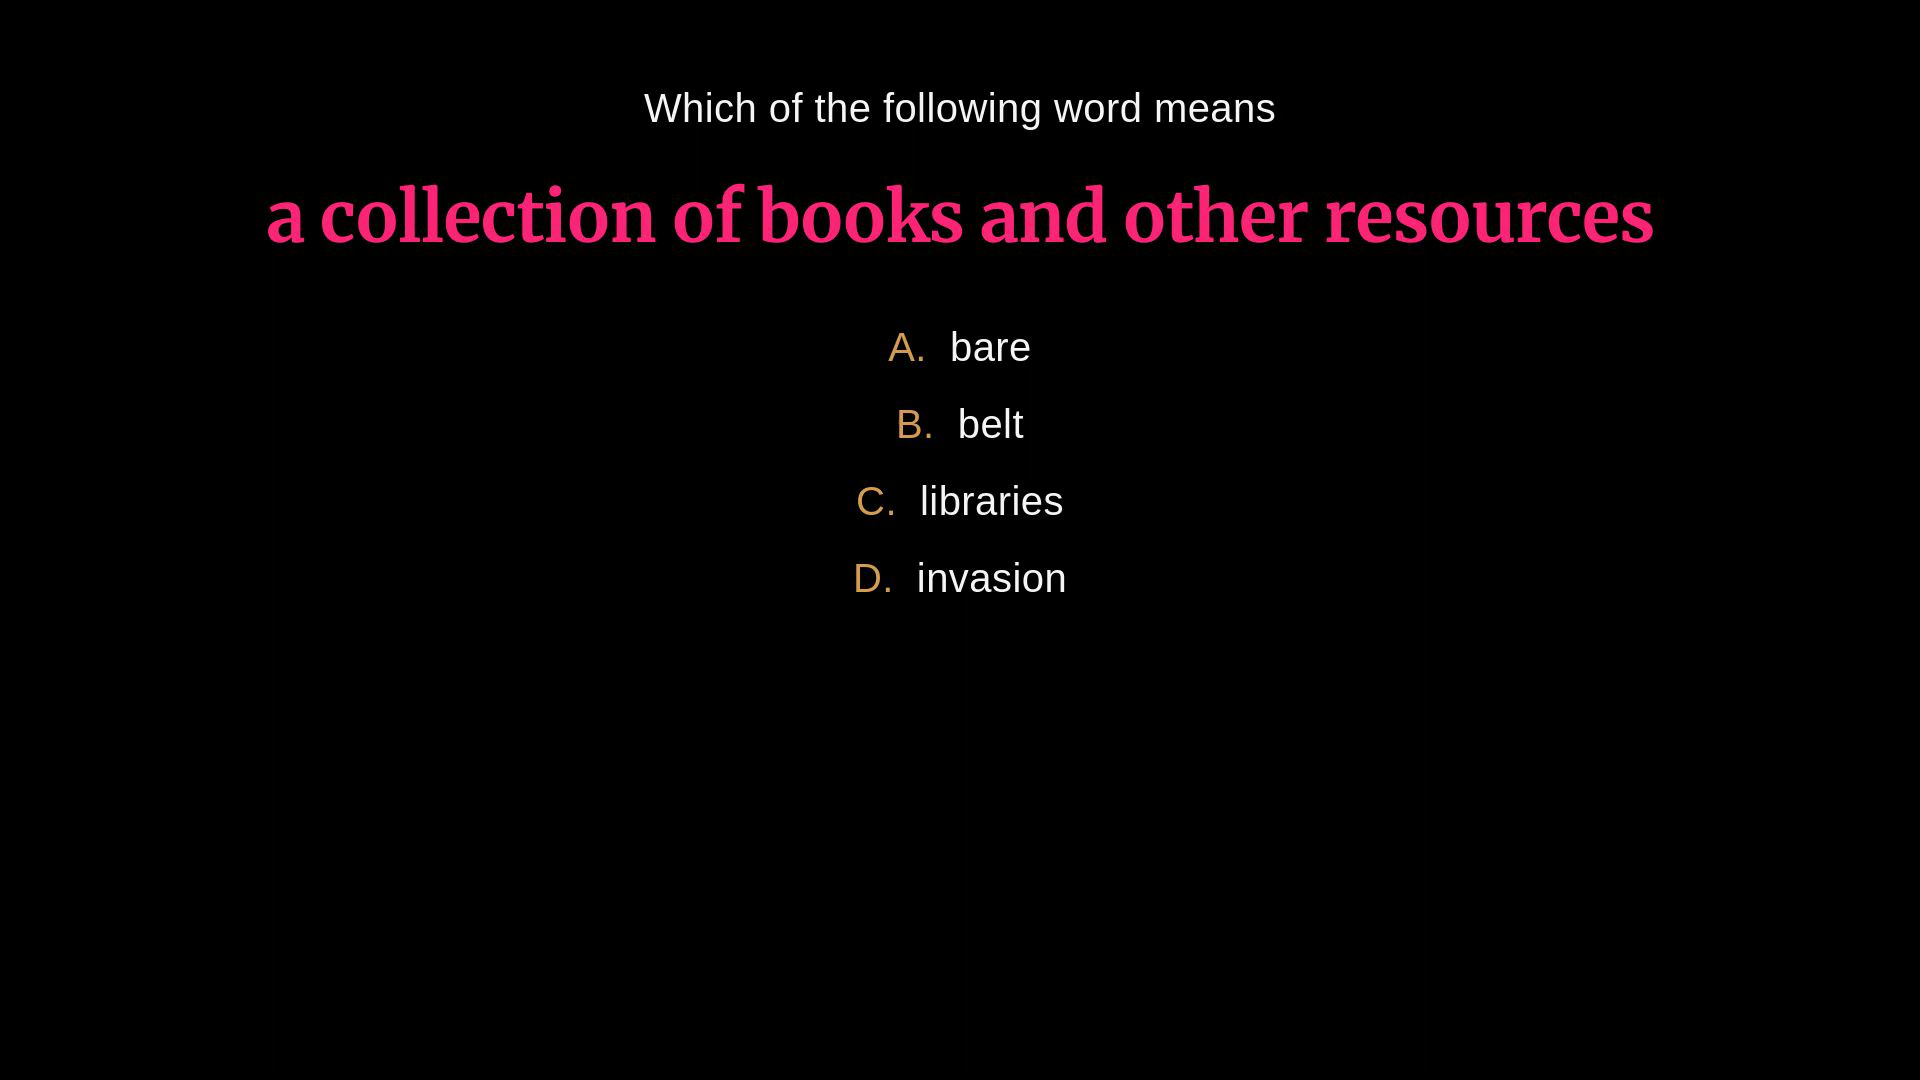 Which of the following word means
a collection of books and other resources
A. bare
B. belt
C. libraries
D. invasion